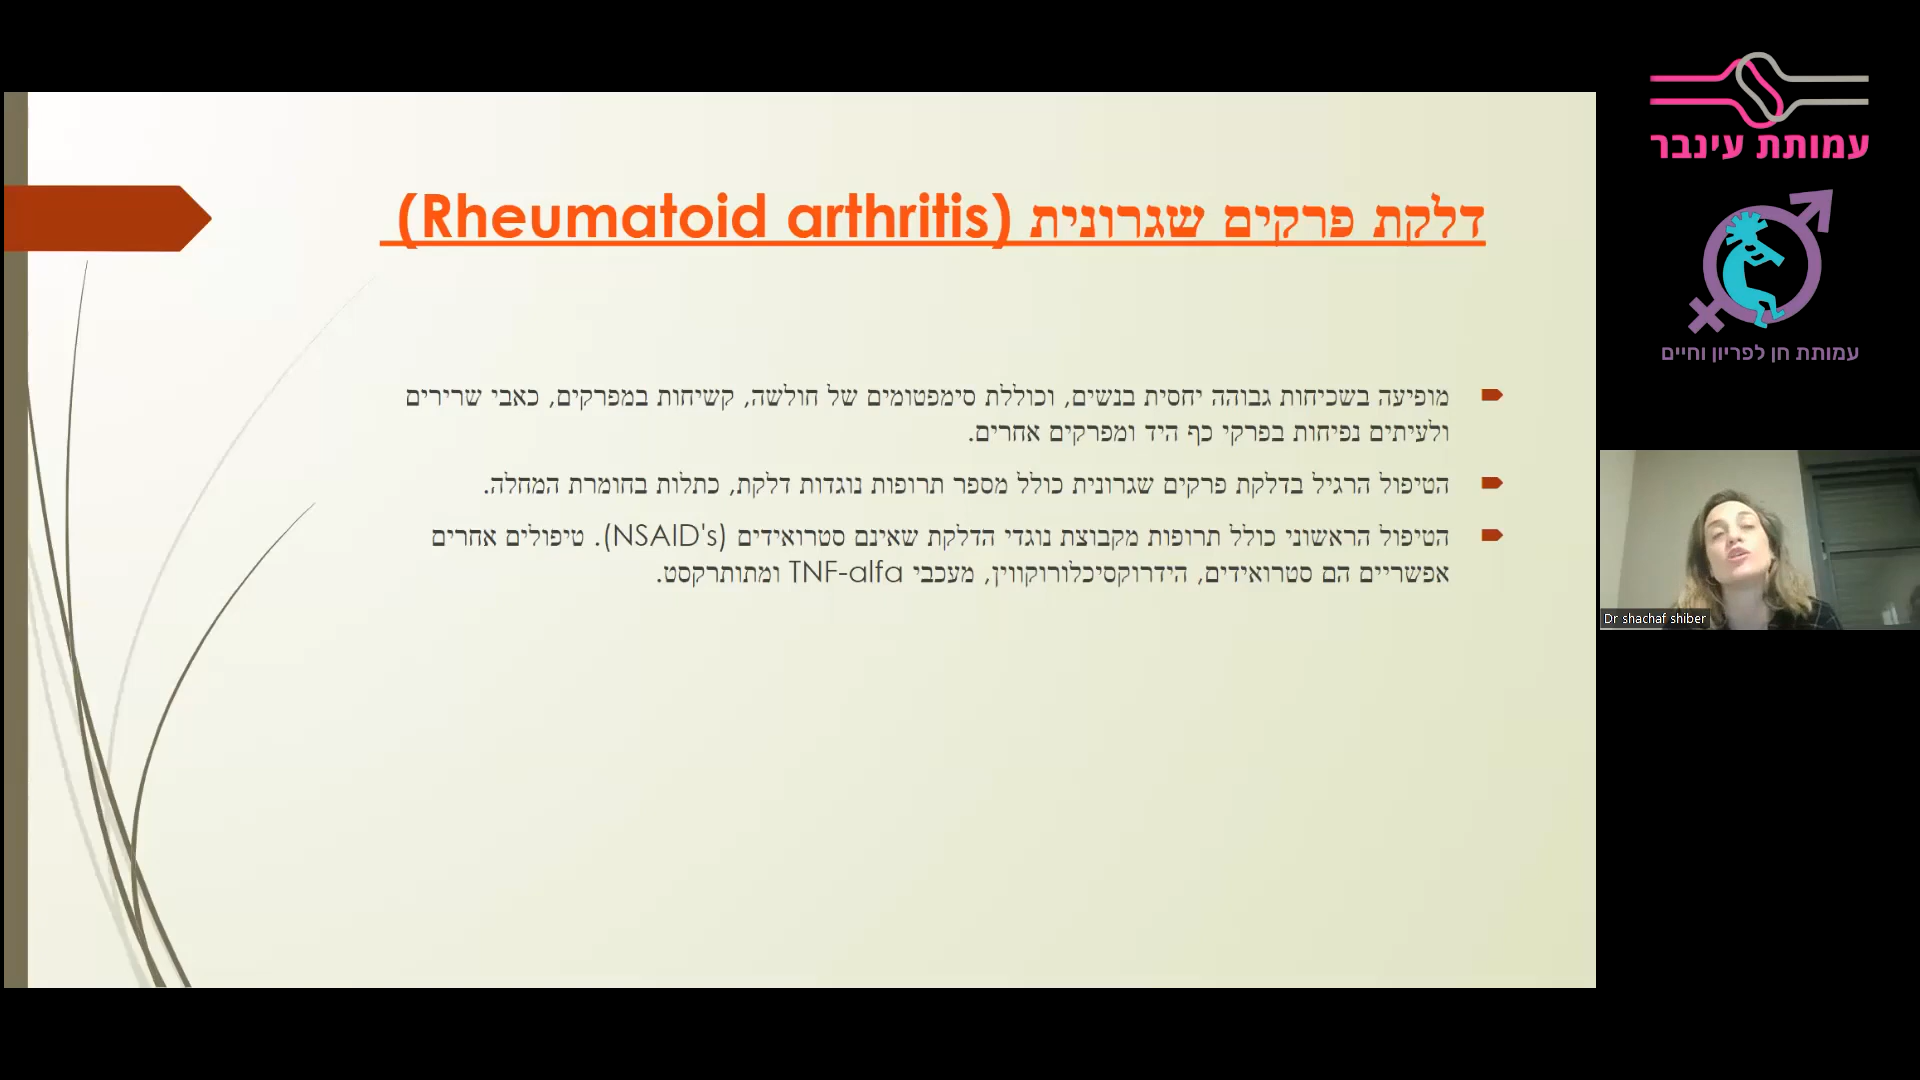 דלקת פרקים שגרונית (Rheumatoid arthritis)
מופיעה בשכיחות גבוהה יחסית בנשים, וכוללת סימפטומים של חולשה, קשיחות במפרקים, כאבי שרירים
ולעיתים נפיחות בפרקי כף היד ומפרקים אחרים.
הטיפול הרגיל בדלקת פרקים שגרונית כולל מספר תרופות נוגדות דלקת, כתלות בחומרת המחלה.
הטיפול הראשוני כולל תרופות מקבוצת נוגדי הדלקת שאינם סטרואידים (NSAID's). טיפולים אחרים
אפשריים הם סטרואידים, הידרוקסיכלורוקווין, מעכבי TNF-alfa ומתותרקסט.
עמותת עינבר
עמותת חן לפריון וחיים
Dr shachaf shiber